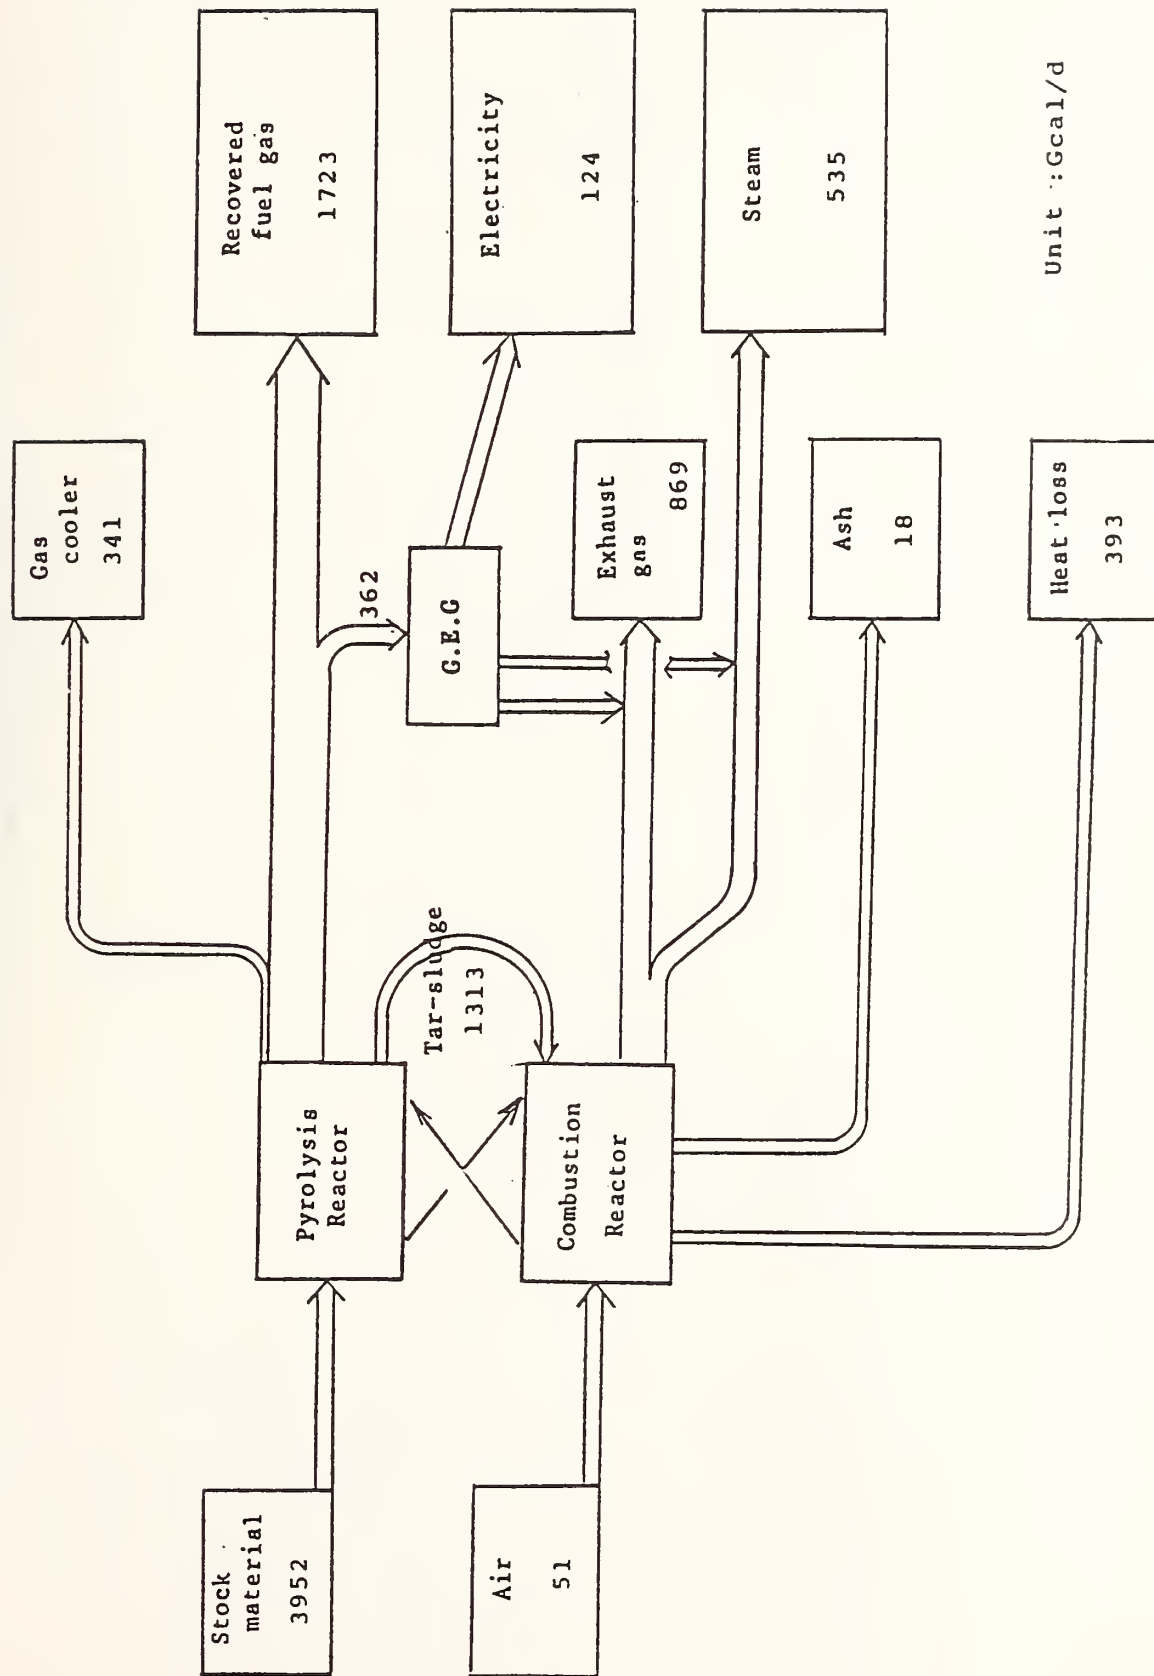 Stock
material
3952
Air
51
Pyrolysis
Reactor
Combustion
Reactor
Tar-sludge
1313
Gas
cooler
341
362
G.E.G
Exhaust
gas
869
Ash
18
Heat loss
393
Recovered
fuel gas
1723
Electricity
124
Steam
535
Unit :Gcal/d